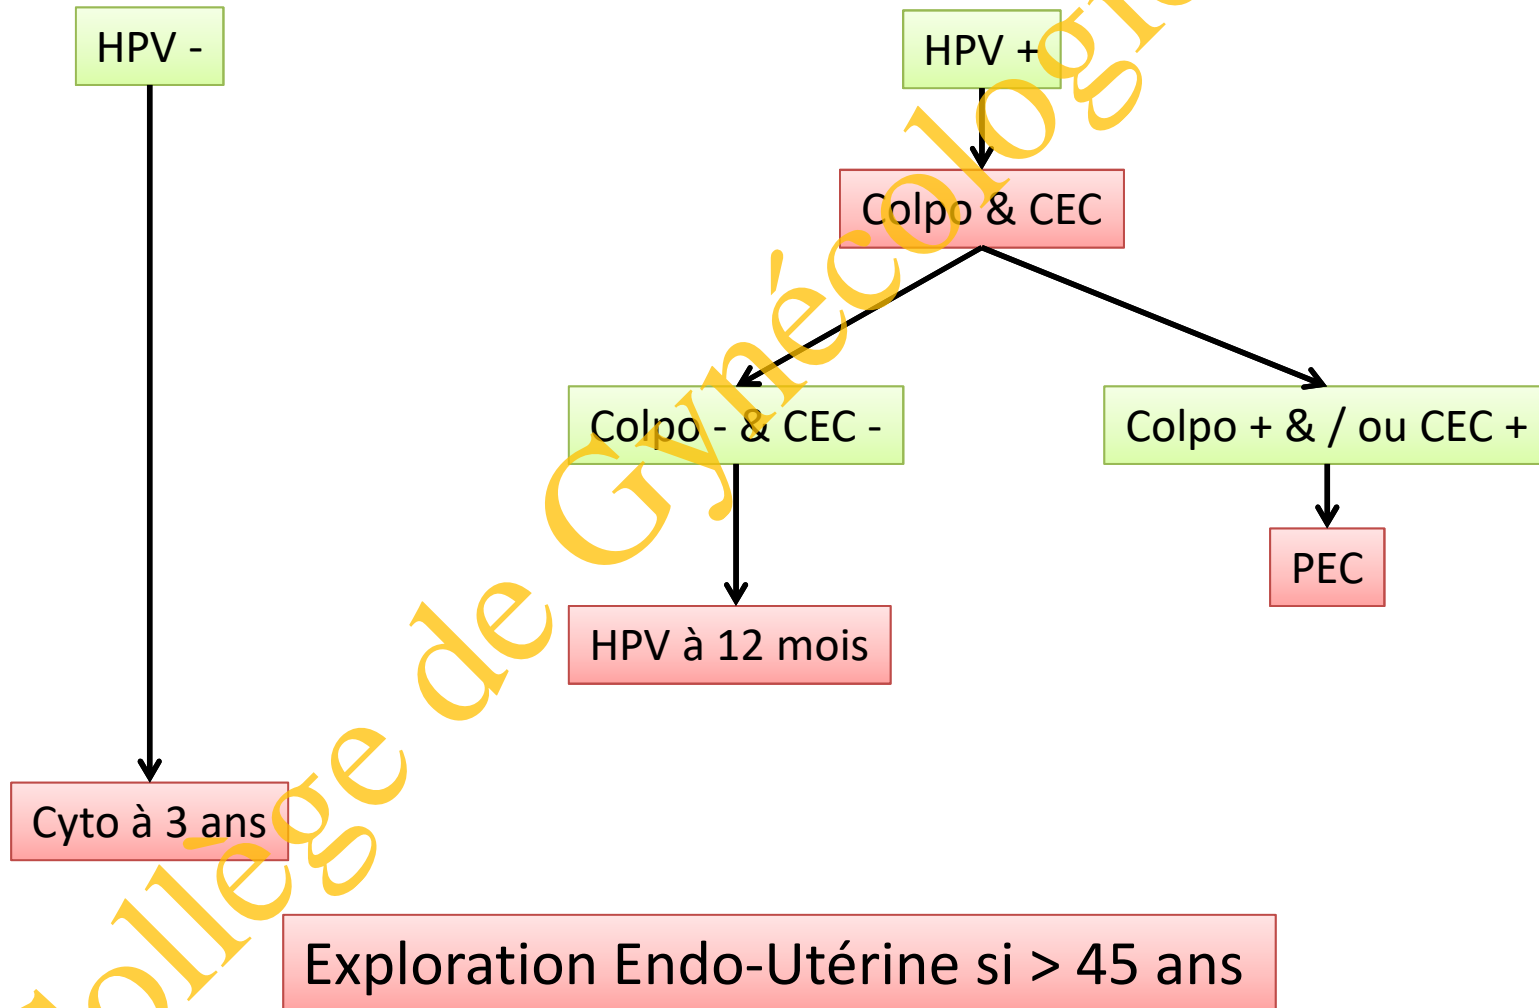 HPV -
HPV +
Colpo & CEC
Colpo - & CEC -
Colpo + & / ou CEC +
PEC
HPV à 12 mois
Cyto à 3 ans
Exploration Endo-Utérine si > 45 ans
ollège de Gynécologie